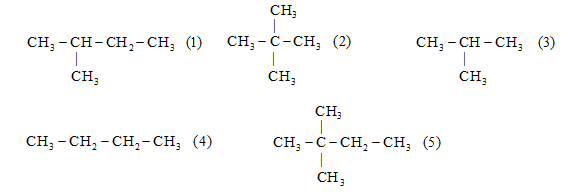 CH₃
CH₃–CH–CH₂–CH₃ (1) CH₃–C–CH₃ (2) CH₃–CH–CH₃ (3)
CH₃ CH₃ CH₃
CH₃
CH₃–CH₂–CH₂–CH₃ (4) CH₃–C–CH₂–CH₃ (5)
CH₃